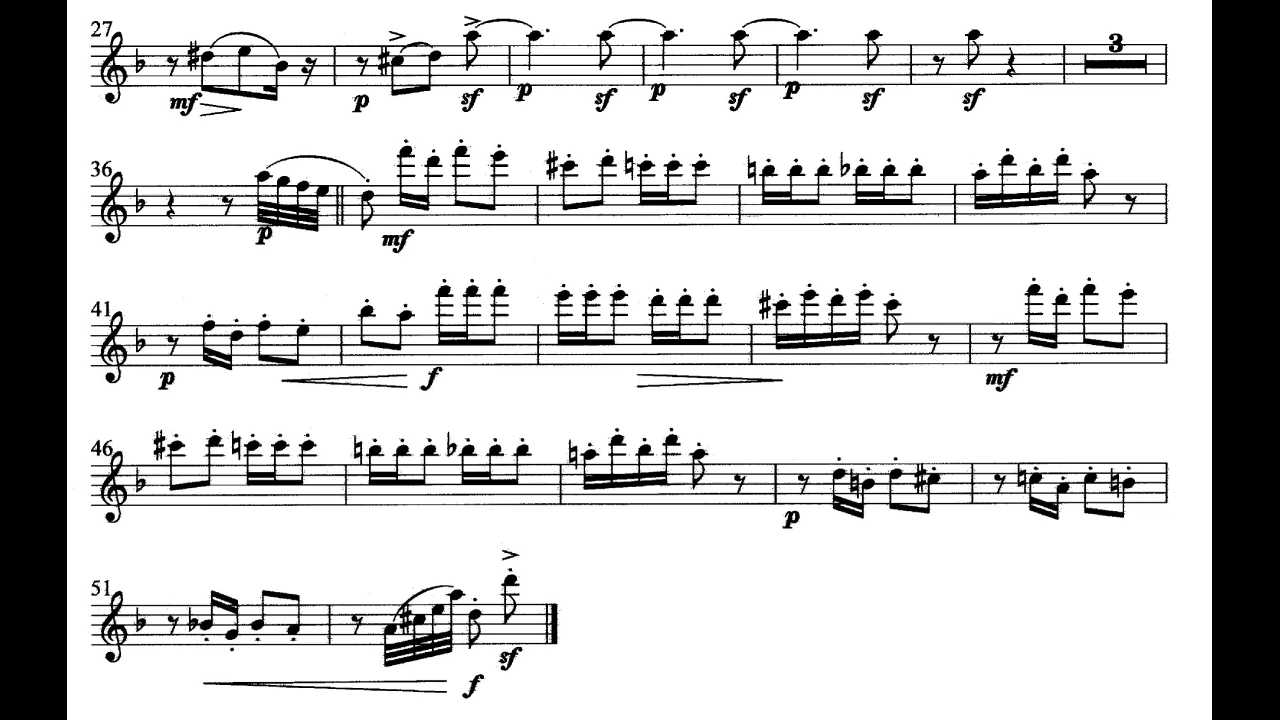 27
3
mf p sf p sf p sf p sf sf
36
p mf
41
p f mf
46
p
51
sf
f